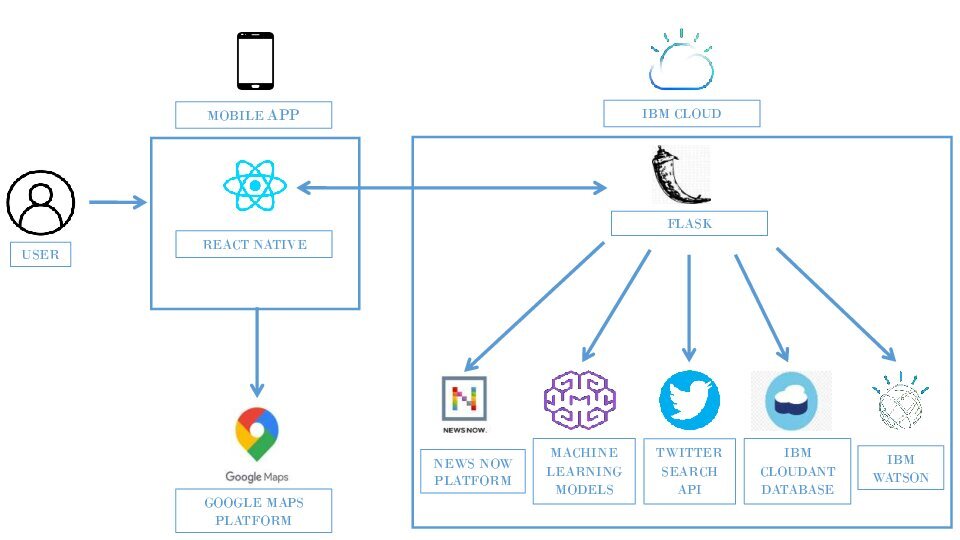 MOBILE APP
IBM CLOUD
USER
REACT NATIVE
FLASK
NEWS NOW.
Google Maps
GOOGLE MAPS
PLATFORM
NEWS NOW
PLATFORM
MACHINE
LEARNING
MODELS
TWITTER
SEARCH
API
IBM
CLOUDANT
DATABASE
IBM
WATSON